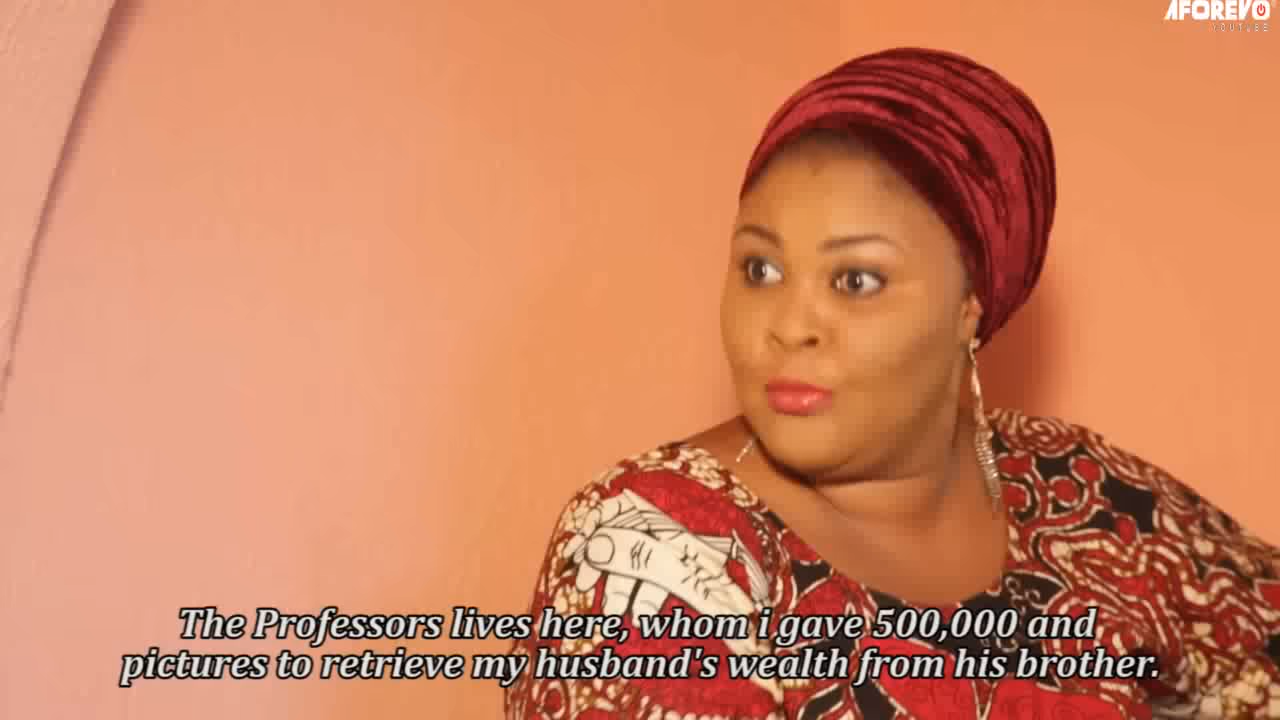 AFOREVO
YOUTUBE
The Professors lives here, whom i gave 500,000 and
pictures to retrieve my husband's wealth from his brother.